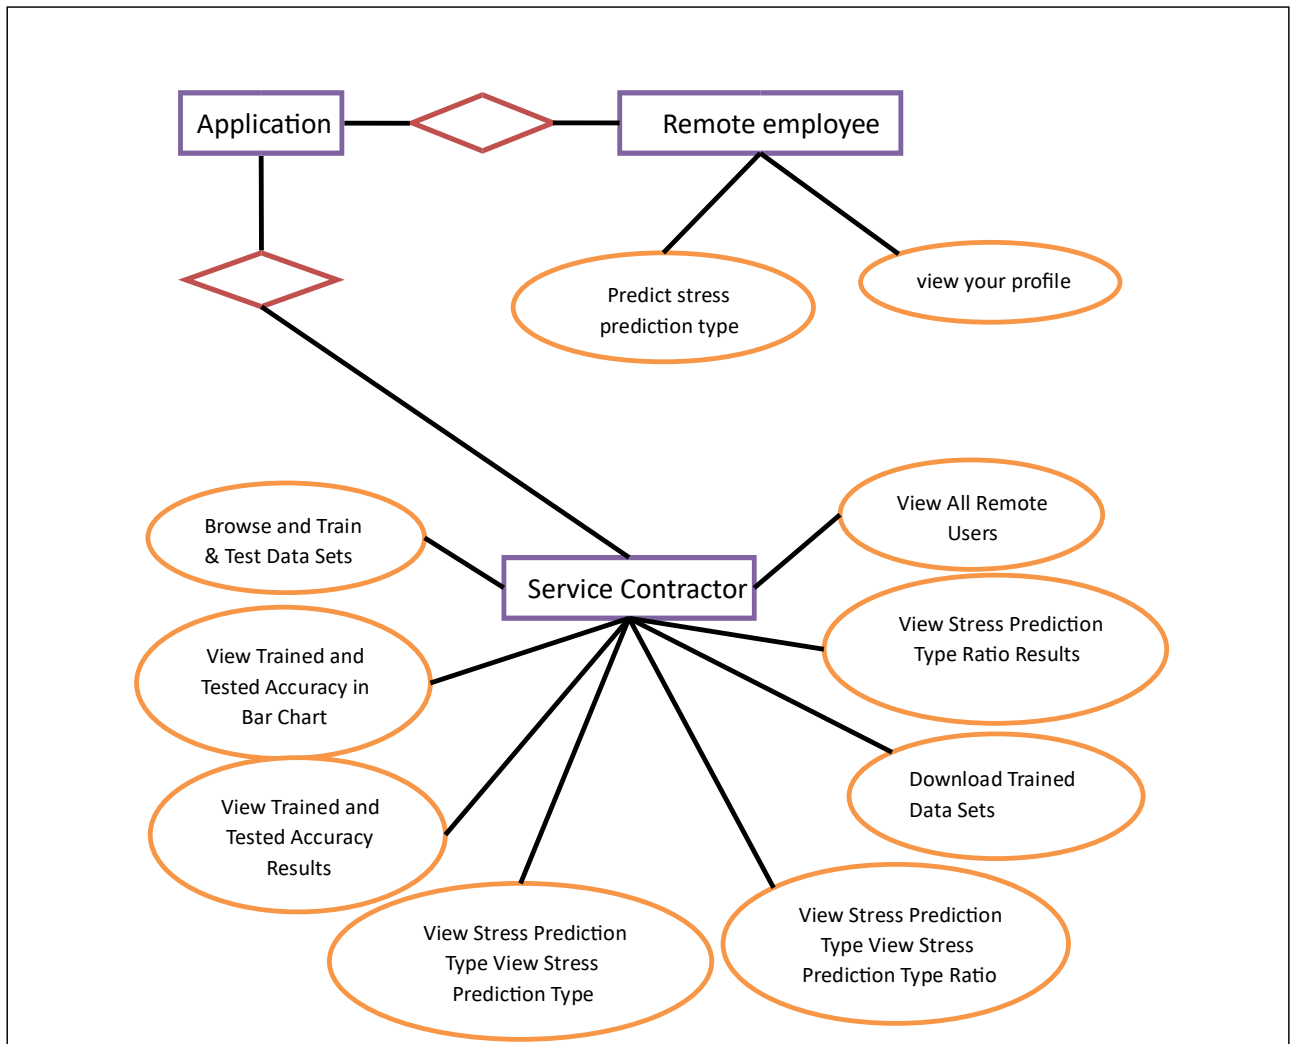 Application
Remote employee
Predict stress
prediction type
view your profile
Browse and Train
& Test Data Sets
View All Remote
Users
Service Contractor
View Trained and
Tested Accuracy in
Bar Chart
View Stress Prediction
Type Ratio Results
View Trained and
Tested Accuracy
Results
Download Trained
Data Sets
View Stress Prediction
Type View Stress
Prediction Type
View Stress Prediction
Type View Stress
Prediction Type Ratio